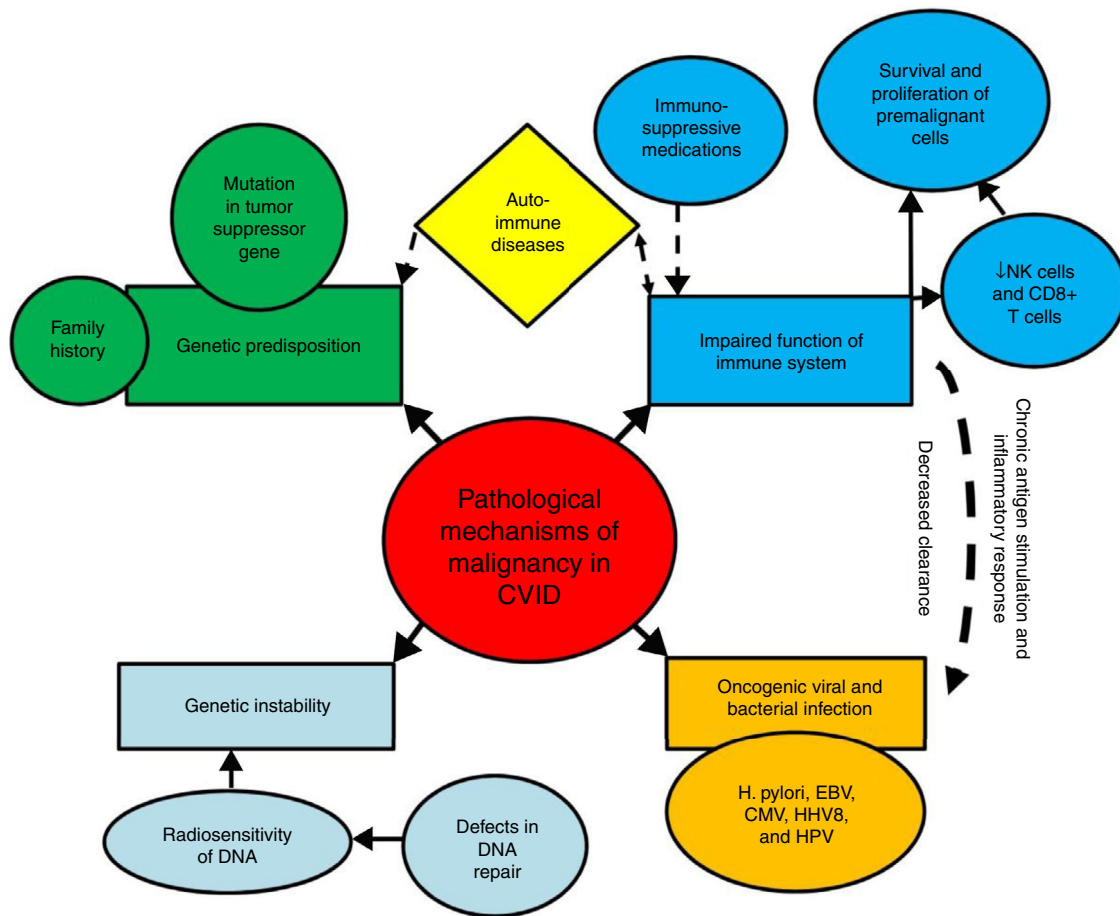 Survival and
proliferation of
premalignant
cells
Immuno-
suppressive
medications
Mutation
in tumor
suppressor
gene
Auto-
immune
diseases
↓NK cells
and CD8+
T cells
Family
history
Genetic predisposition
Impaired function of
immune system
Chronic antigen stimulation and
inflammatory response
Decreased clearance
Pathological
mechanisms of
malignancy in
CVID
Genetic instability
Oncogenic viral and
bacterial infection
H. pylori, EBV,
CMV, HHV8,
and HPV
Radiosensitivity
of DNA
Defects in
DNA
repair